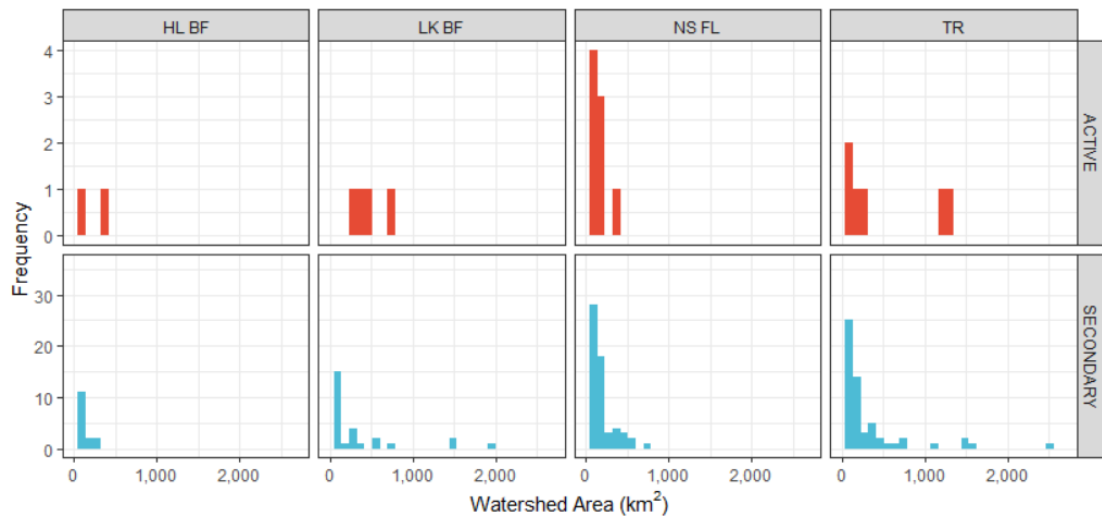 HL BF LK BF NS FL TR
4
3
2
1
0
ACTIVE
Frequency
30
20
10
0
SECONDARY
0 1,000 2,000 0 1,000 2,000 0 1,000 2,000 0 1,000 2,000
Watershed Area (km²)